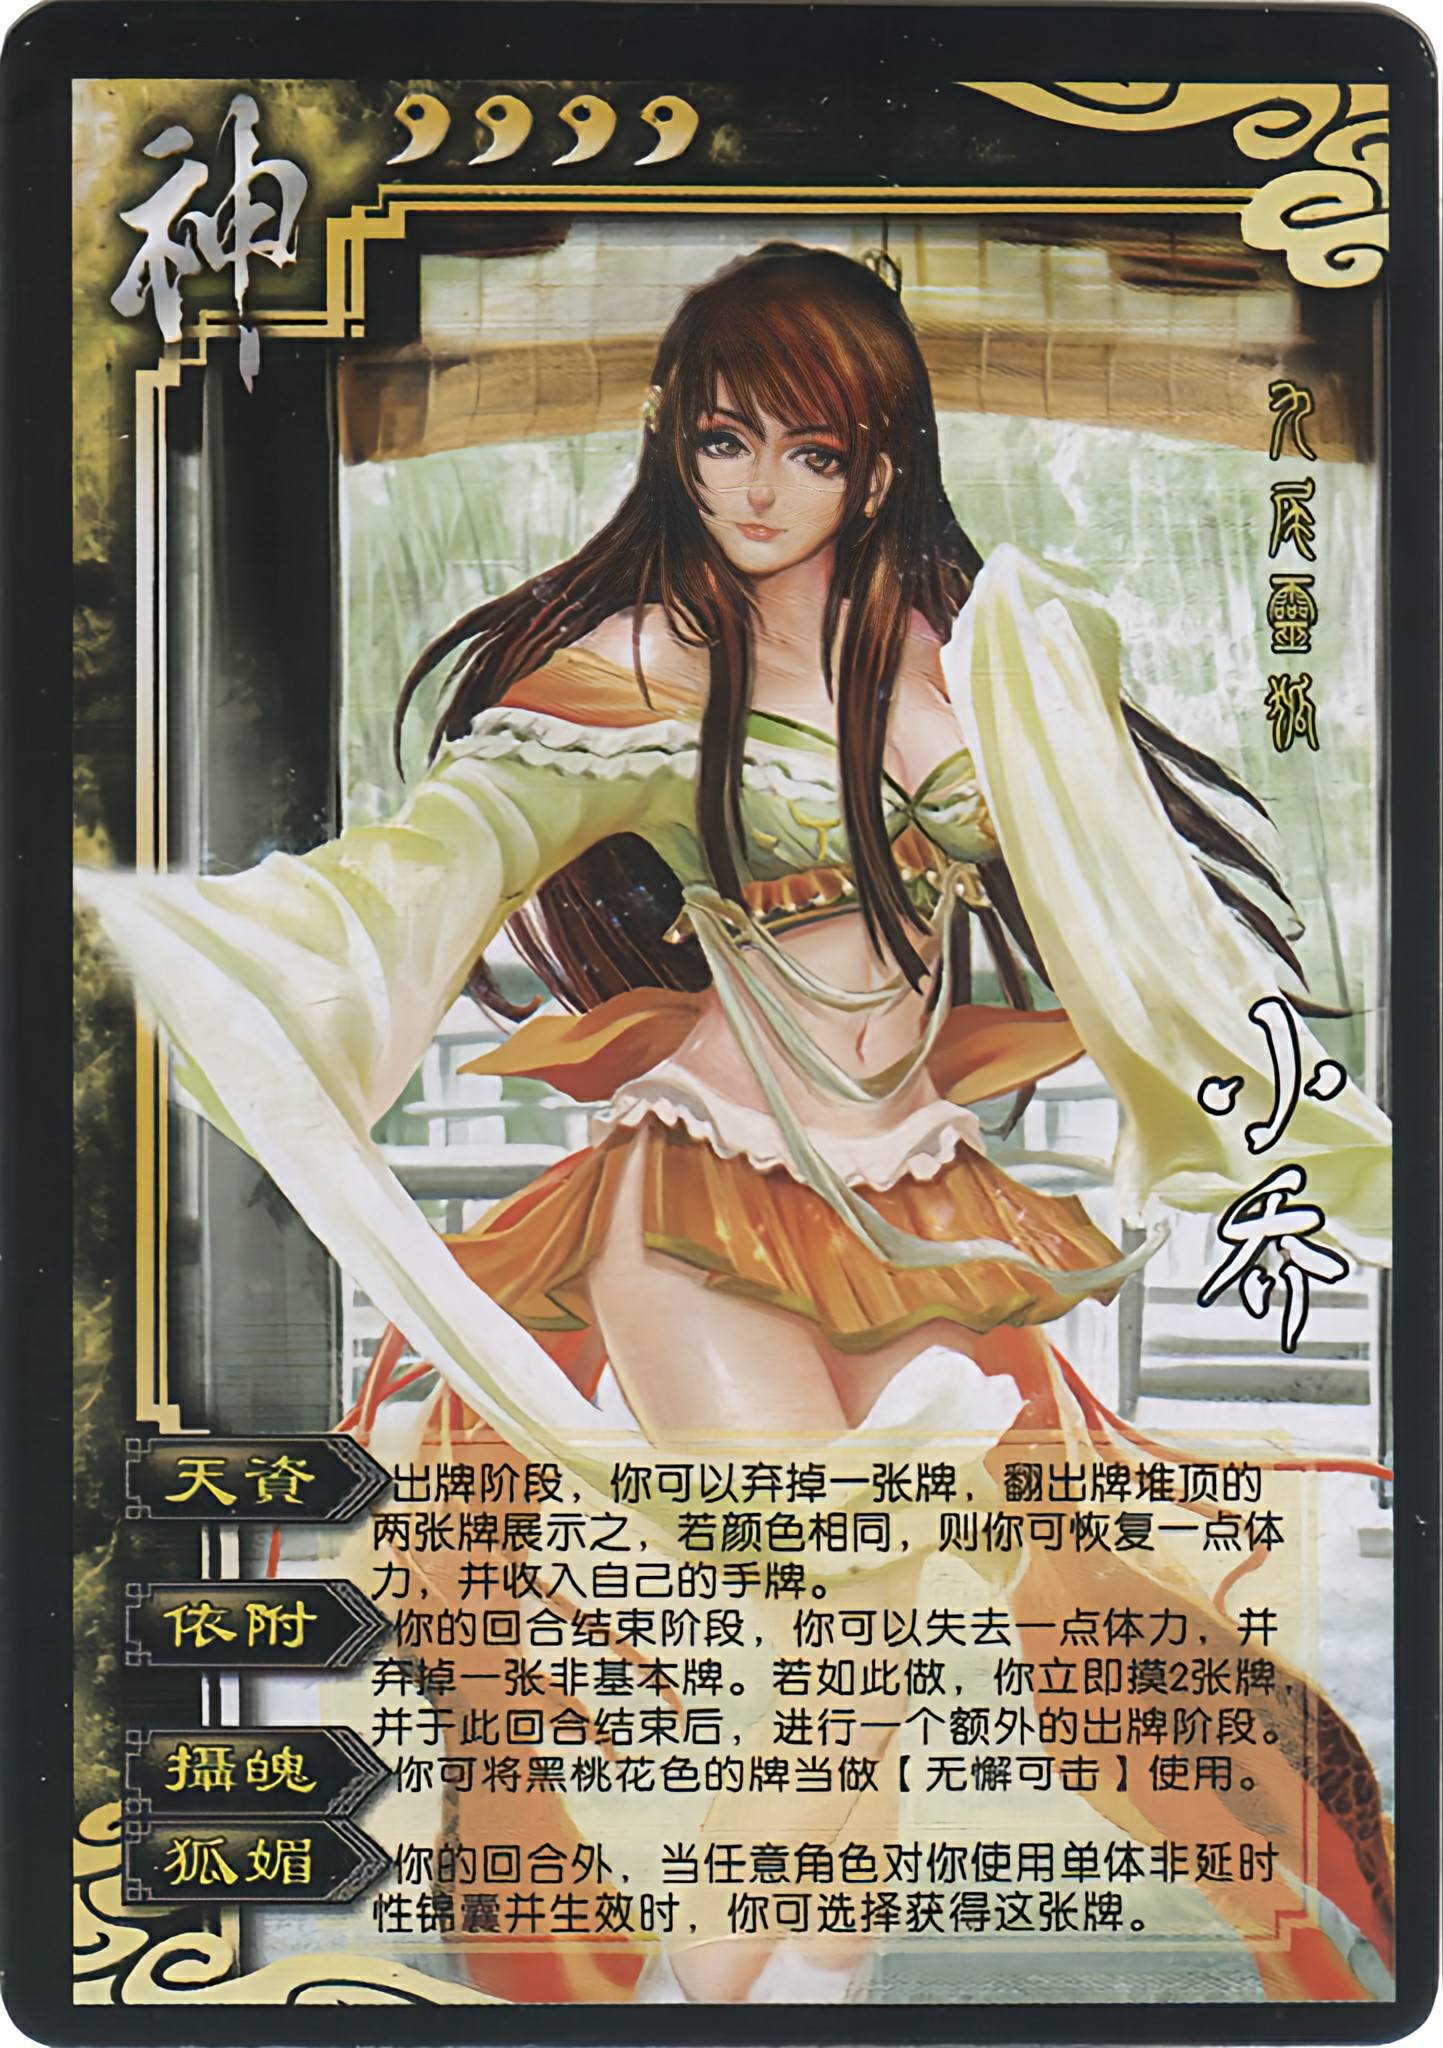 神
九尾靈狐
小乔
天資
出牌阶段，你可以弃掉一张牌，翻出牌堆顶的
两张牌展示之，若颜色相同，则你可恢复一点体
力，并收入自己的手牌。
依附
你的回合结束阶段，你可以失去一点体力，并
弃掉一张非基本牌。若如此做，你立即摸2张牌，
并于此回合结束后，进行一个额外的出牌阶段。
攝魄
你可将黑桃花色的牌当做【无懈可击】使用。
狐媚
你的回合外，当任意角色对你使用单体非延时
性锦囊并生效时，你可选择获得这张牌。